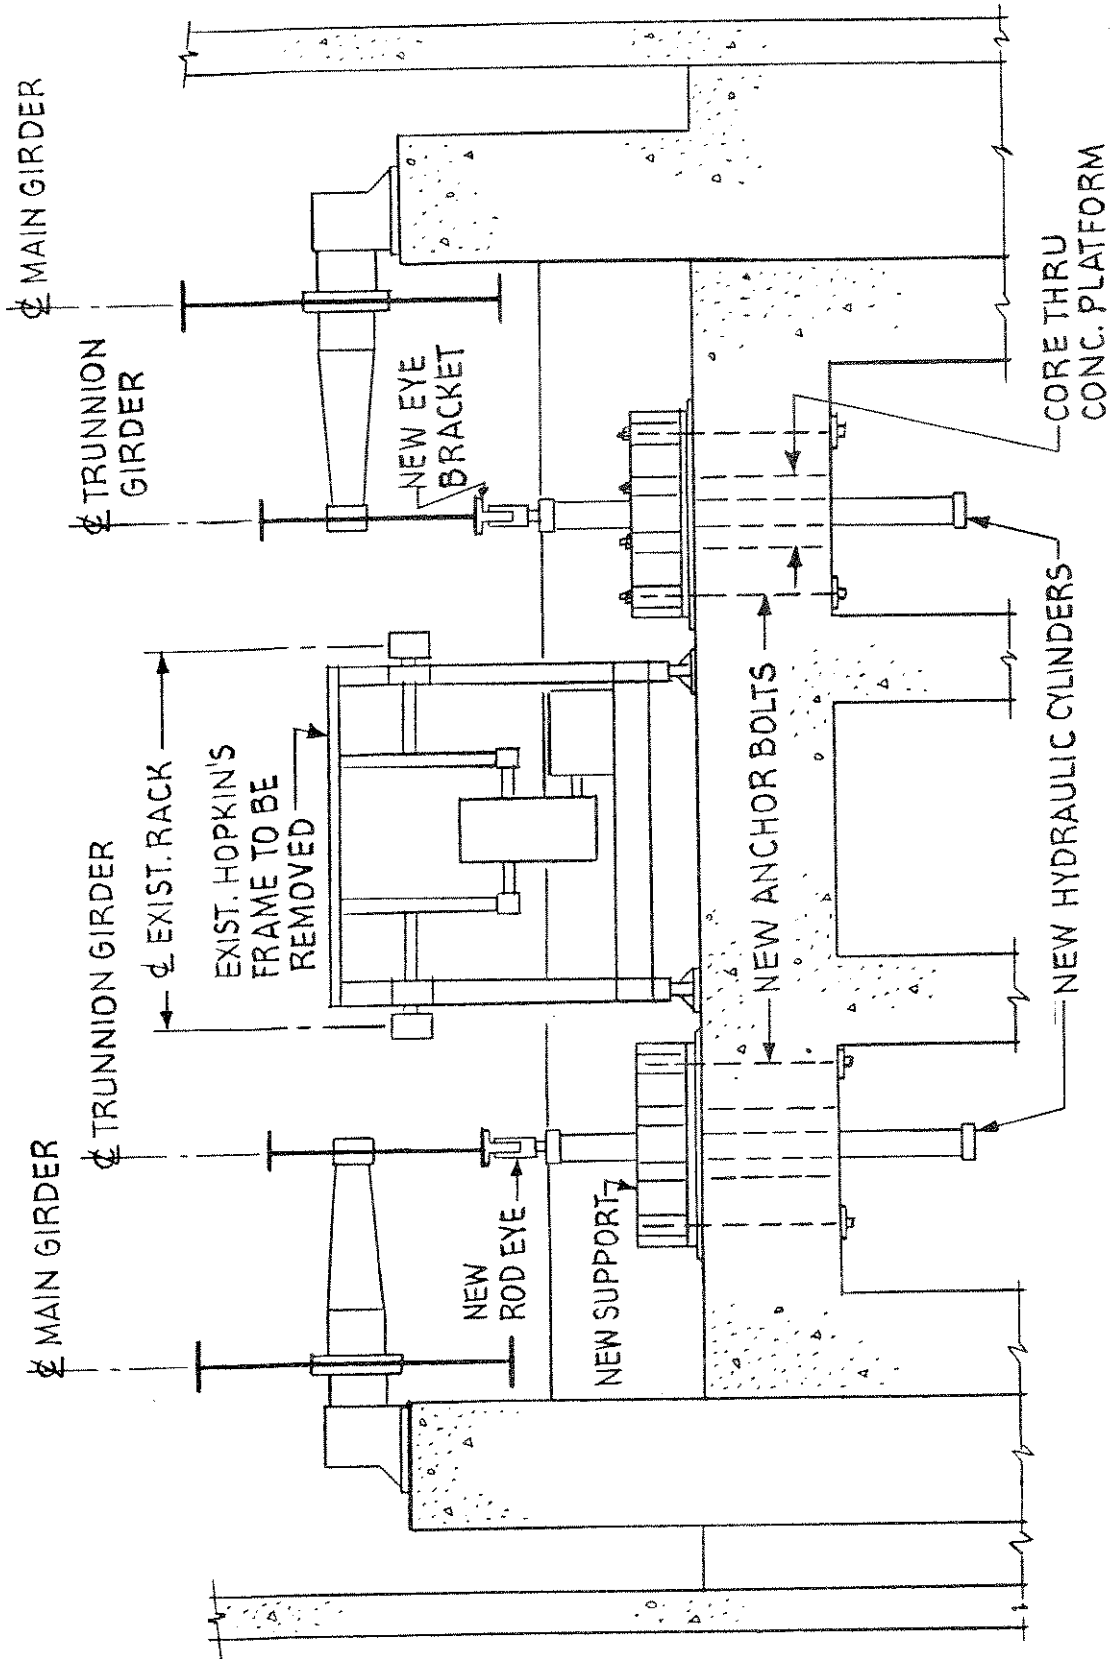 ℄ MAIN GIRDER
℄ TRUNNION GIRDER
℄ EXIST. RACK
EXIST. HOPKIN'S
FRAME TO BE
REMOVED
℄ TRUNNION
GIRDER
℄ MAIN GIRDER
NEW EYE
BRACKET
NEW
ROD EYE
NEW SUPPORT
NEW ANCHOR BOLTS
NEW HYDRAULIC CYLINDERS
CORE THRU
CONC. PLATFORM